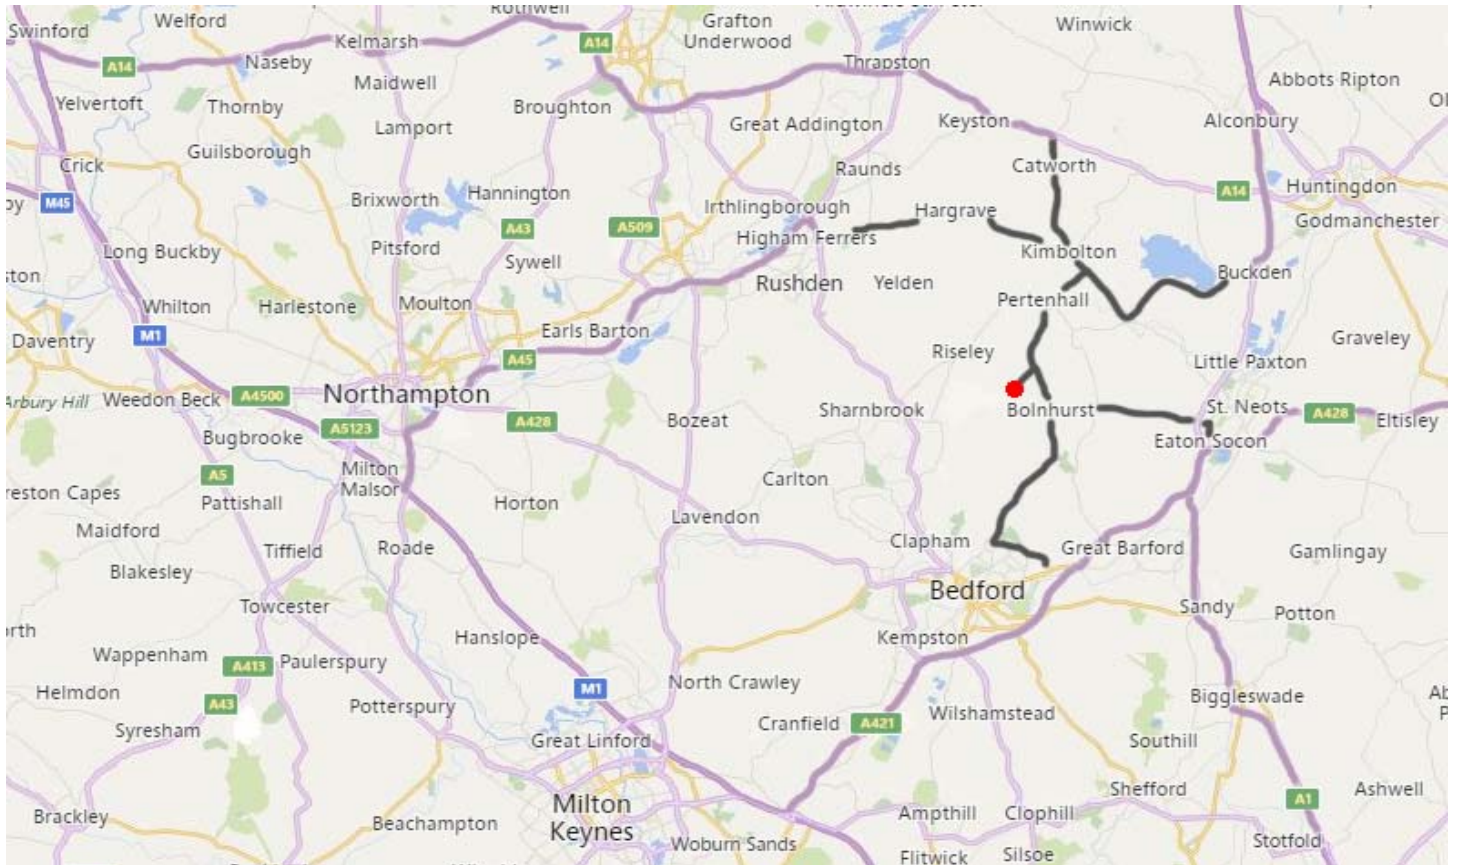 Swinford
Welford
Rothwell
Grafton
Underwood
Winwick
A14
Kelmarsh
A14
Naseby
Thrapston
Abbots Ripton
Maidwell
Yelvertoft
Thornby
Broughton
Lamport
Great Addington
Keyston
Alconbury
Guilsborough
Crick
Raunds
Catworth
M45
Brixworth
Hannington
Irthlingborough
Hargrave
A14
Huntingdon
Godmanchester
A43
A509
Higham Ferrers
Long Buckby
Pitsford
Sywell
Kimbolton
Buckden
Rushden
Yelden
Pertenhall
Whilton
Harlestone
Moulton
M1
Earls Barton
Daventry
Graveley
Riseley
Little Paxton
A45
Northampton
Arbury Hill
Weedon Beck
A4500
Sharnbrook
Bolnhurst
St. Neots
A428
Eltisley
A428
Bozeat
A5123
Bugbrooke
Eaton Socon
Milton
Malsor
A5
Carlton
reston Capes
Pattishall
Horton
Lavendon
Maidford
Tiffield
Roade
Clapham
Great Barford
Gamlingay
Blakesley
Bedford
Towcester
Sandy
Potton
orth
Hanslope
Kempston
Wappenham
A413
Paulerspury
Helmdon
M1
North Crawley
Biggleswade
A43
Potterspury
Cranfield
A421
Wilshamstead
Syresham
Great Linford
Southill
Shefford
Ashwell
A1
Milton
Keynes
Brackley
Beachampton
Ampthill
Clophill
Woburn Sands
Stotfold
Flitwick
Silsoe